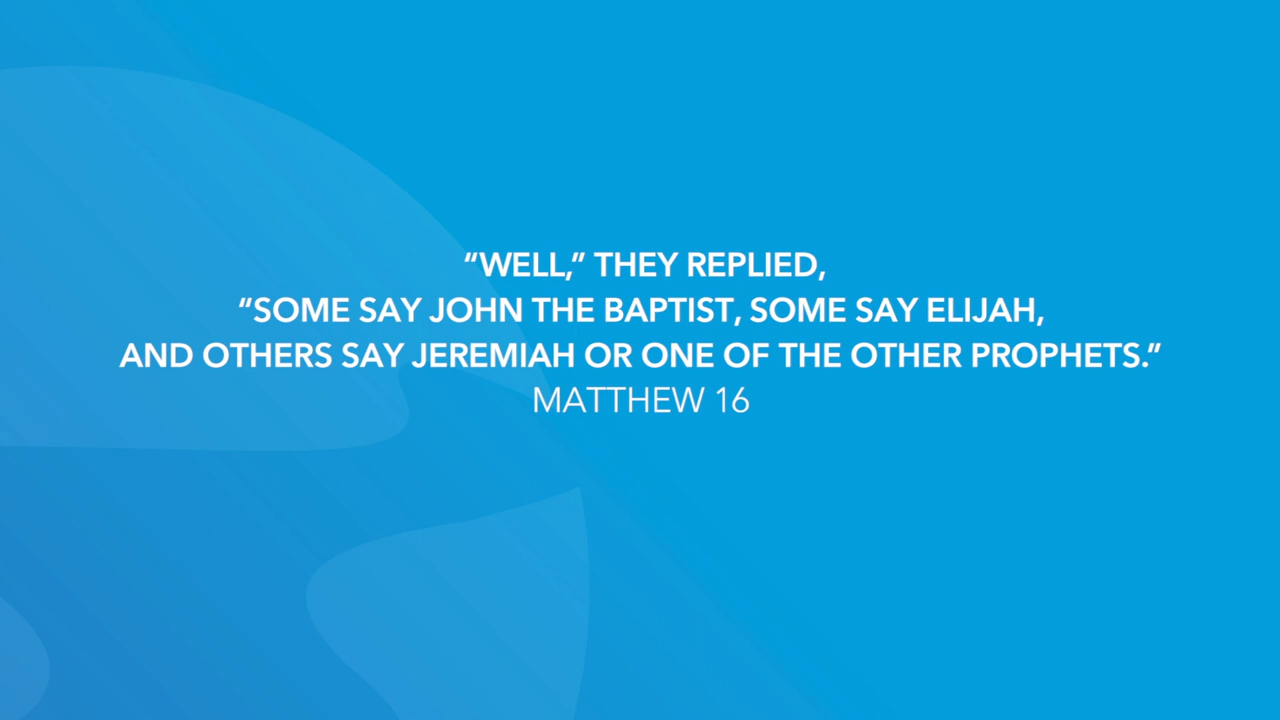 “WELL,” THEY REPLIED,
“SOME SAY JOHN THE BAPTIST, SOME SAY ELIJAH,
AND OTHERS SAY JEREMIAH OR ONE OF THE OTHER PROPHETS.”
MATTHEW 16